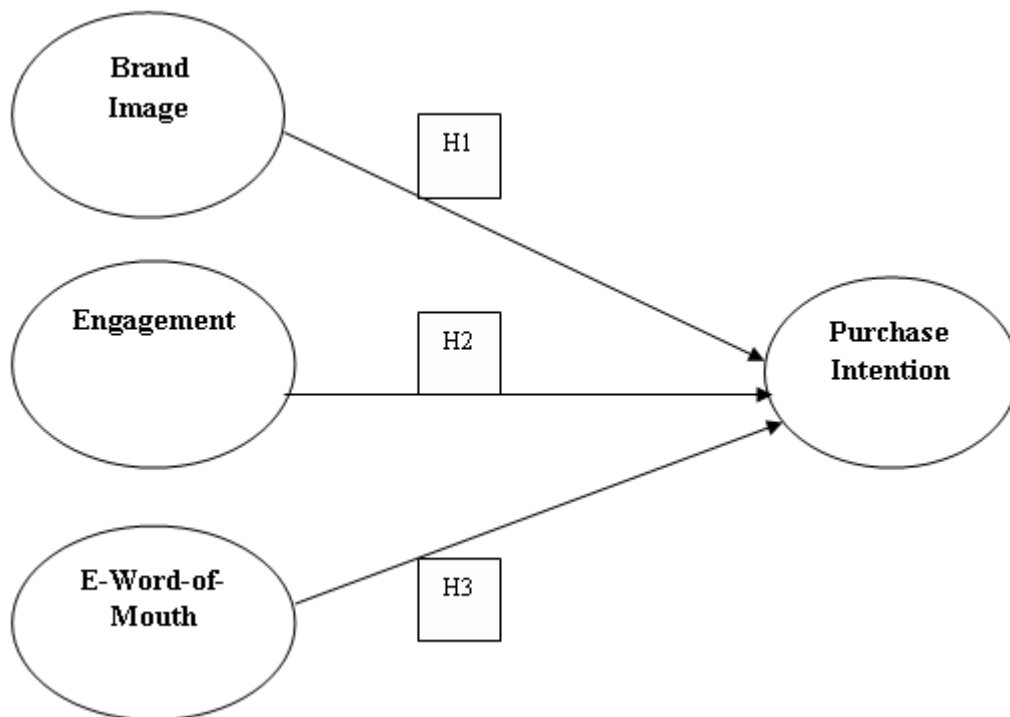 Brand
Image
H1
Engagement
H2
Purchase
Intention
E-Word-of-
Mouth
H3